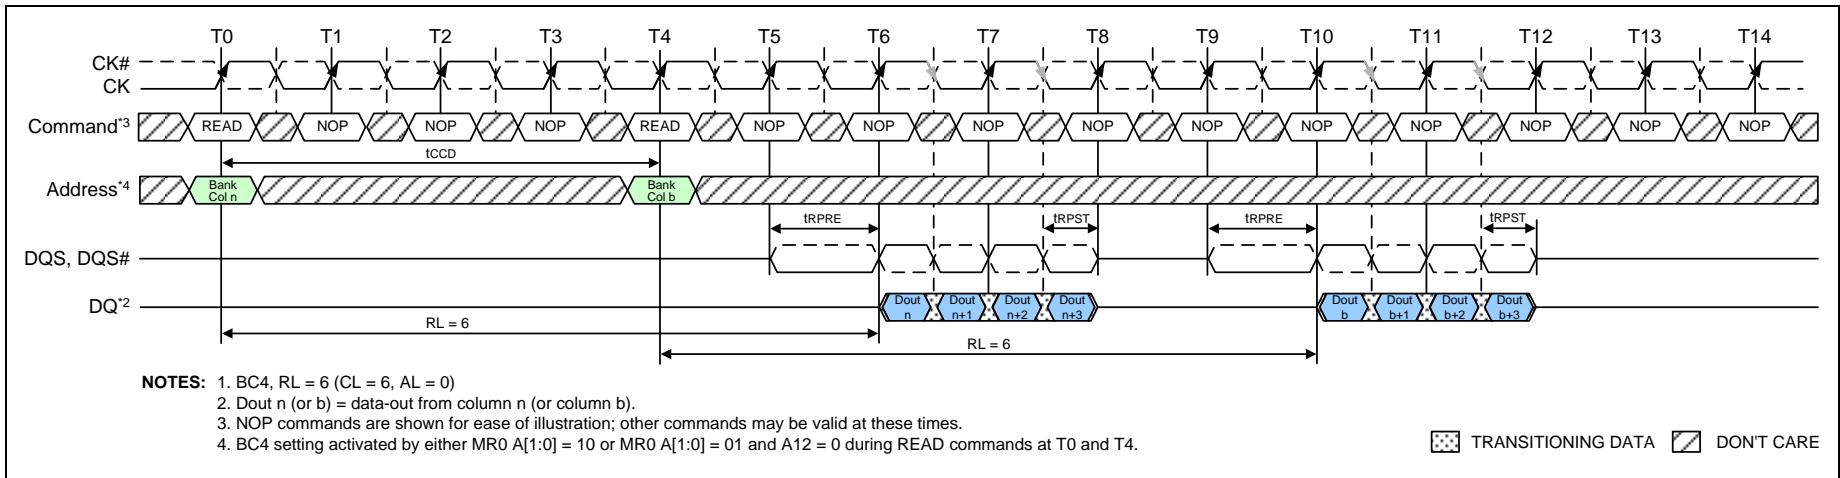 T0 T1 T2 T3 T4 T5 T6 T7 T8 T9 T10 T11 T12 T13 T14
CK#
CK
Command*3 READ NOP NOP NOP READ NOP NOP NOP NOP NOP NOP NOP NOP NOP NOP
tCCD
Address*4 Bank Col n Bank Col b
tRPRE tRPST tRPRE tRPST
DQS, DQS#
DQ*2 Dout n Dout n+1 Dout n+2 Dout n+3 Dout b Dout b+1 Dout b+2 Dout b+3
RL = 6
RL = 6
NOTES: 1. BC4, RL = 6 (CL = 6, AL = 0)
2. Dout n (or b) = data-out from column n (or column b).
3. NOP commands are shown for ease of illustration; other commands may be valid at these times.
4. BC4 setting activated by either MR0 A[1:0] = 10 or MR0 A[1:0] = 01 and A12 = 0 during READ commands at T0 and T4.
TRANSITIONING DATA DON'T CARE